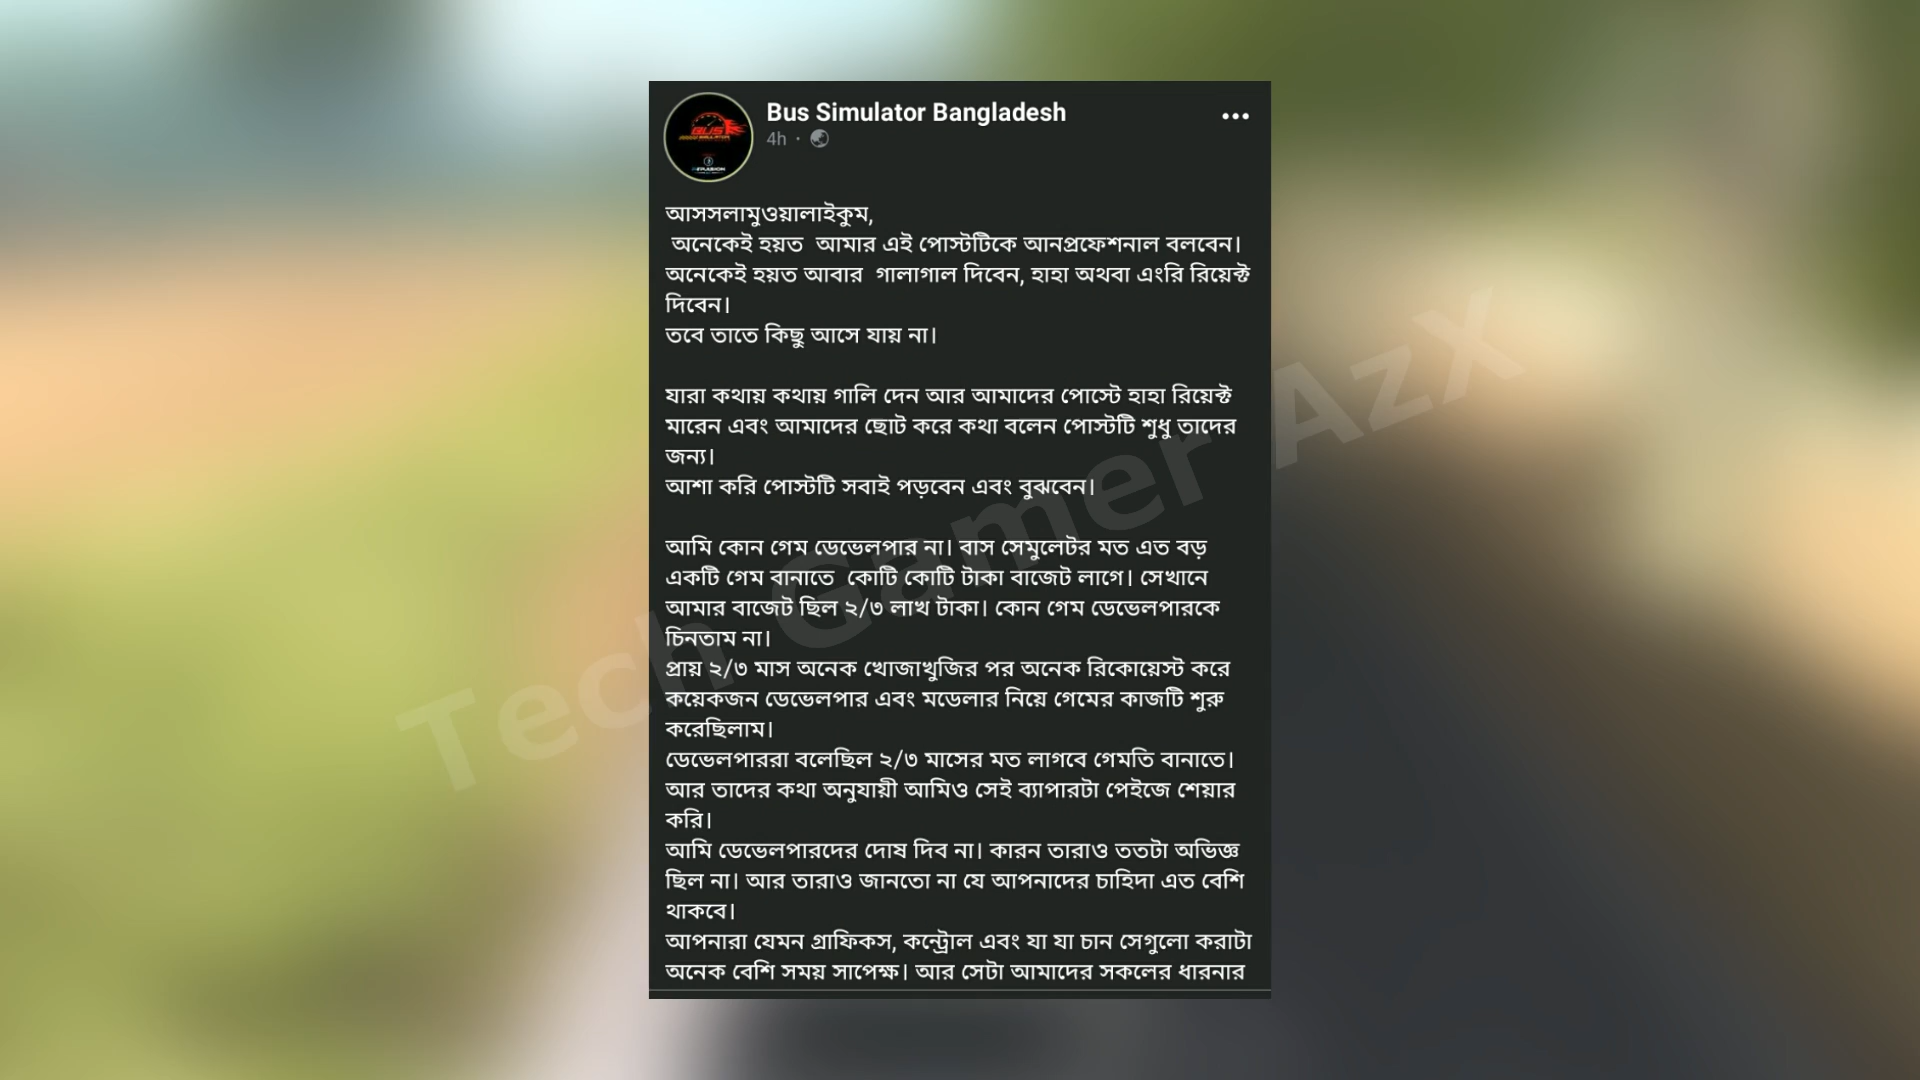 Bus Simulator Bangladesh
4h ·
BUS
আসসলামুওয়ালাইকুম,
অনেকেই হয়ত আমার এই পোস্টটিকে আনপ্রফেশনাল বলবেন।
অনেকেই হয়ত আবার গালাগাল দিবেন, হাহা অথবা এংরি রিয়েক্ট
দিবেন।
তবে তাতে কিছু আসে যায় না।
যারা কথায় কথায় গালি দেন আর আমাদের পোস্টে হাহা রিয়েক্ট
মারেন এবং আমাদের ছোট করে কথা বলেন পোস্টটি শুধু তাদের
জন্য।
আশা করি পোস্টটি সবাই পড়বেন এবং বুঝবেন।
আমি কোন গেম ডেভেলপার না। বাস সেমুলেটর মত এত বড়
একটি গেম বানাতে কোটি কোটি টাকা বাজেট লাগে। সেখানে
আমার বাজেট ছিল ২/৩ লাখ টাকা। কোন গেম ডেভেলপারকে
চিনতাম না।
প্রায় ২/৩ মাস অনেক খোজাখুজির পর অনেক রিকোয়েস্ট করে
কয়েকজন ডেভেলপার এবং মডেলার নিয়ে গেমের কাজটি শুরু
করেছিলাম।
ডেভেলপাররা বলেছিল ২/৩ মাসের মত লাগবে গেমতি বানাতে।
আর তাদের কথা অনুযায়ী আমিও সেই ব্যাপারটা পেইজে শেয়ার
করি।
আমি ডেভেলপারদের দোষ দিব না। কারন তারাও ততটা অভিজ্ঞ
ছিল না। আর তারাও জানতো না যে আপনাদের চাহিদা এত বেশি
থাকবে।
আপনারা যেমন গ্রাফিকস, কন্ট্রোল এবং যা যা চান সেগুলো করাটা
অনেক বেশি সময় সাপেক্ষ। আর সেটা আমাদের সকলের ধারনার
Tech Gamer AzX